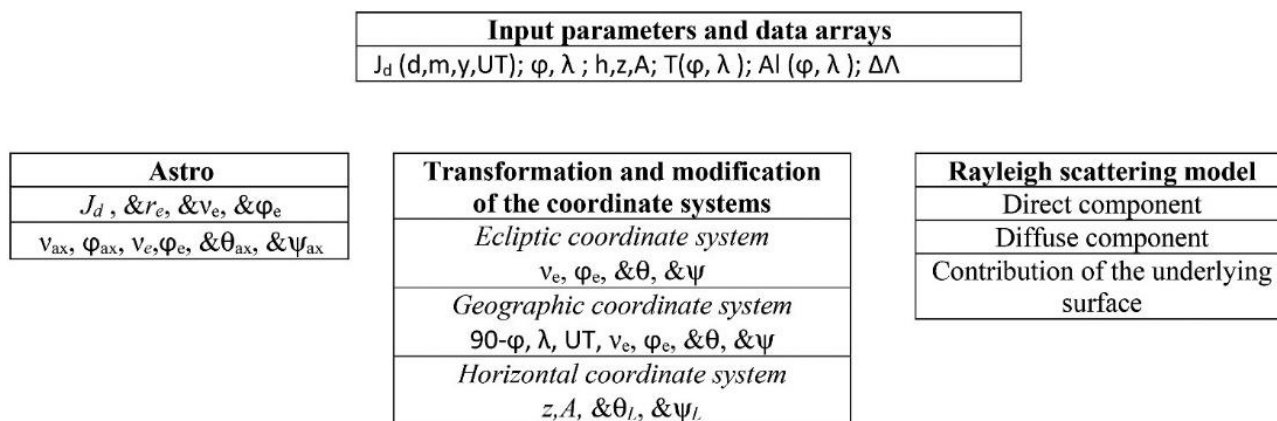 Input parameters and data arrays
J_d (d,m,y,UT); φ, λ ; h,z,A; T(φ, λ ); Al (φ, λ ); ΔΛ
Astro
J_d , &r_e, &ν_e, &φ_e
ν_ax, φ_ax, ν_e,φ_e, &θ_ax, &ψ_ax
Transformation and modification
of the coordinate systems
Ecliptic coordinate system
ν_e, φ_e, &θ, &ψ
Geographic coordinate system
90-φ, λ, UT, ν_e, φ_e, &θ, &ψ
Horizontal coordinate system
z,A, &θ_L, &ψ_L
Rayleigh scattering model
Direct component
Diffuse component
Contribution of the underlying
surface